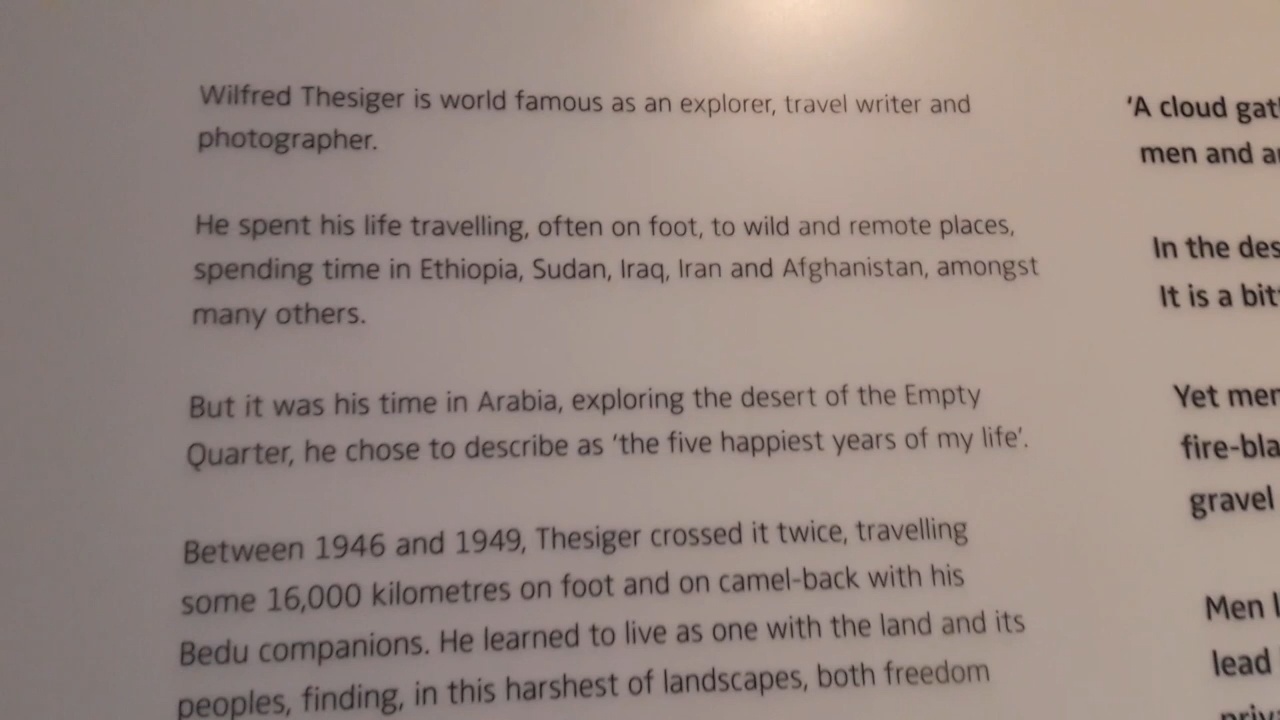 Wilfred Thesiger is world famous as an explorer, travel writer and
photographer.
He spent his life travelling, often on foot, to wild and remote places,
spending time in Ethiopia, Sudan, Iraq, Iran and Afghanistan, amongst
many others.
But it was his time in Arabia, exploring the desert of the Empty
Quarter, he chose to describe as 'the five happiest years of my life'.
Between 1946 and 1949, Thesiger crossed it twice, travelling
some 16,000 kilometres on foot and on camel-back with his
Bedu companions. He learned to live as one with the land and its
peoples, finding, in this harshest of landscapes, both freedom
'A cloud
men and
In the
It is a
Yet
gravel
Men
lead